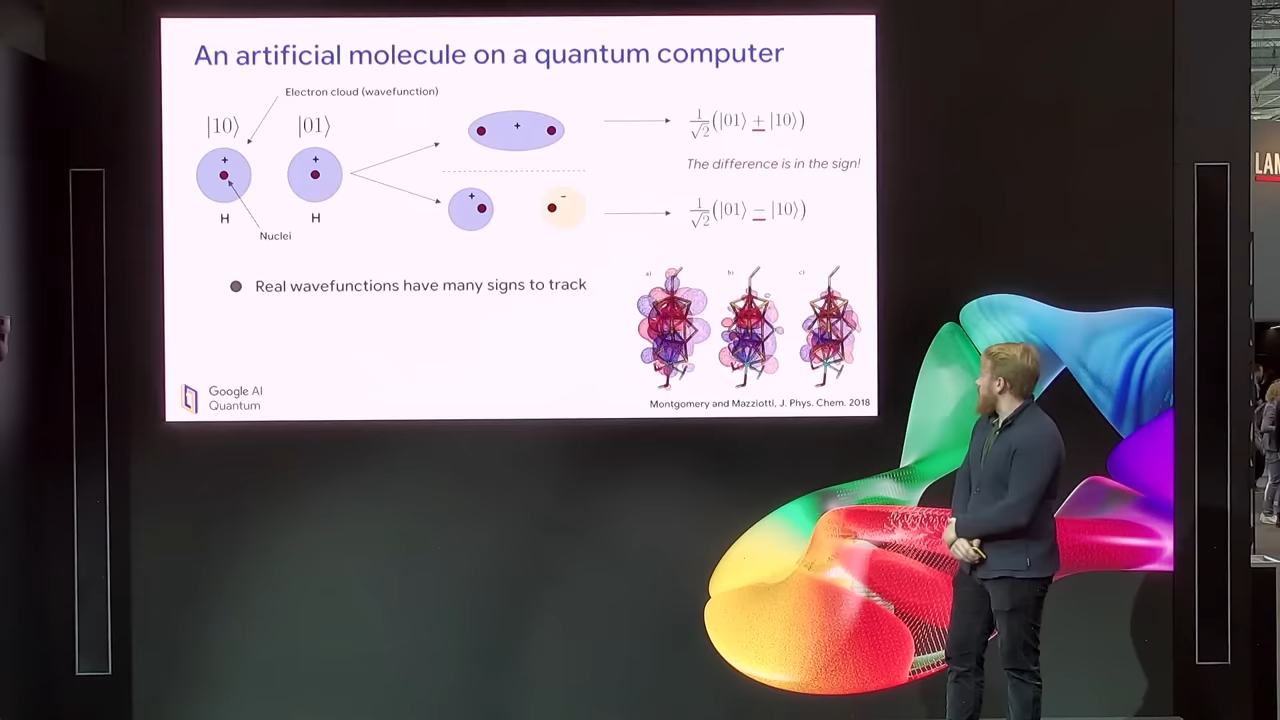 An artificial molecule on a quantum computer
Electron cloud (wavefunction)
|10⟩ |01⟩
+ + + + -
H H
Nuclei
1/√2(|01⟩ + |10⟩)
The difference is in the sign!
1/√2(|01⟩ − |10⟩)
Real wavefunctions have many signs to track
a) b) c)
Google AI
Quantum
Montgomery and Mazziotti, J. Phys. Chem. 2018
LAM